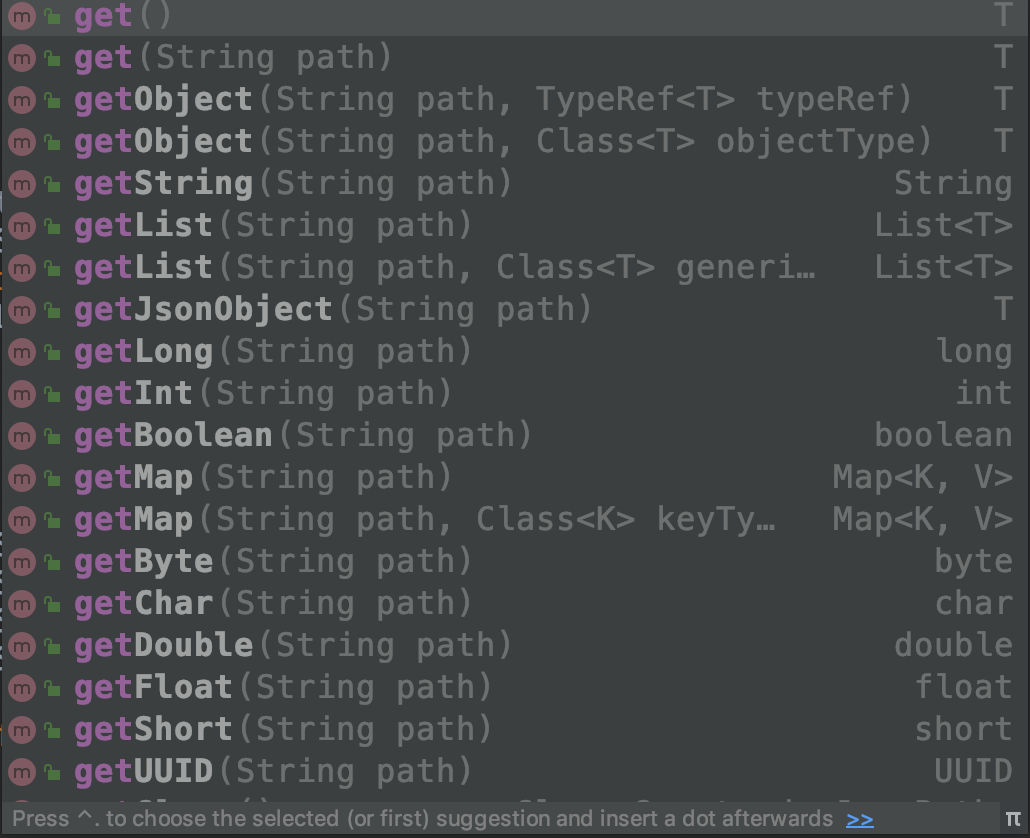 m get() T
m get(String path) T
m getObject(String path, TypeRef<T> typeRef) T
m getObject(String path, Class<T> objectType) T
m getString(String path) String
m getList(String path) List<T>
m getList(String path, Class<T> generi… List<T>
m getJsonObject(String path) T
m getLong(String path) long
m getInt(String path) int
m getBoolean(String path) boolean
m getMap(String path) Map<K, V>
m getMap(String path, Class<K> keyTy… Map<K, V>
m getByte(String path) byte
m getChar(String path) char
m getDouble(String path) double
m getFloat(String path) float
m getShort(String path) short
m getUUID(String path) UUID
Press ^. to choose the selected (or first) suggestion and insert a dot afterwards >> π